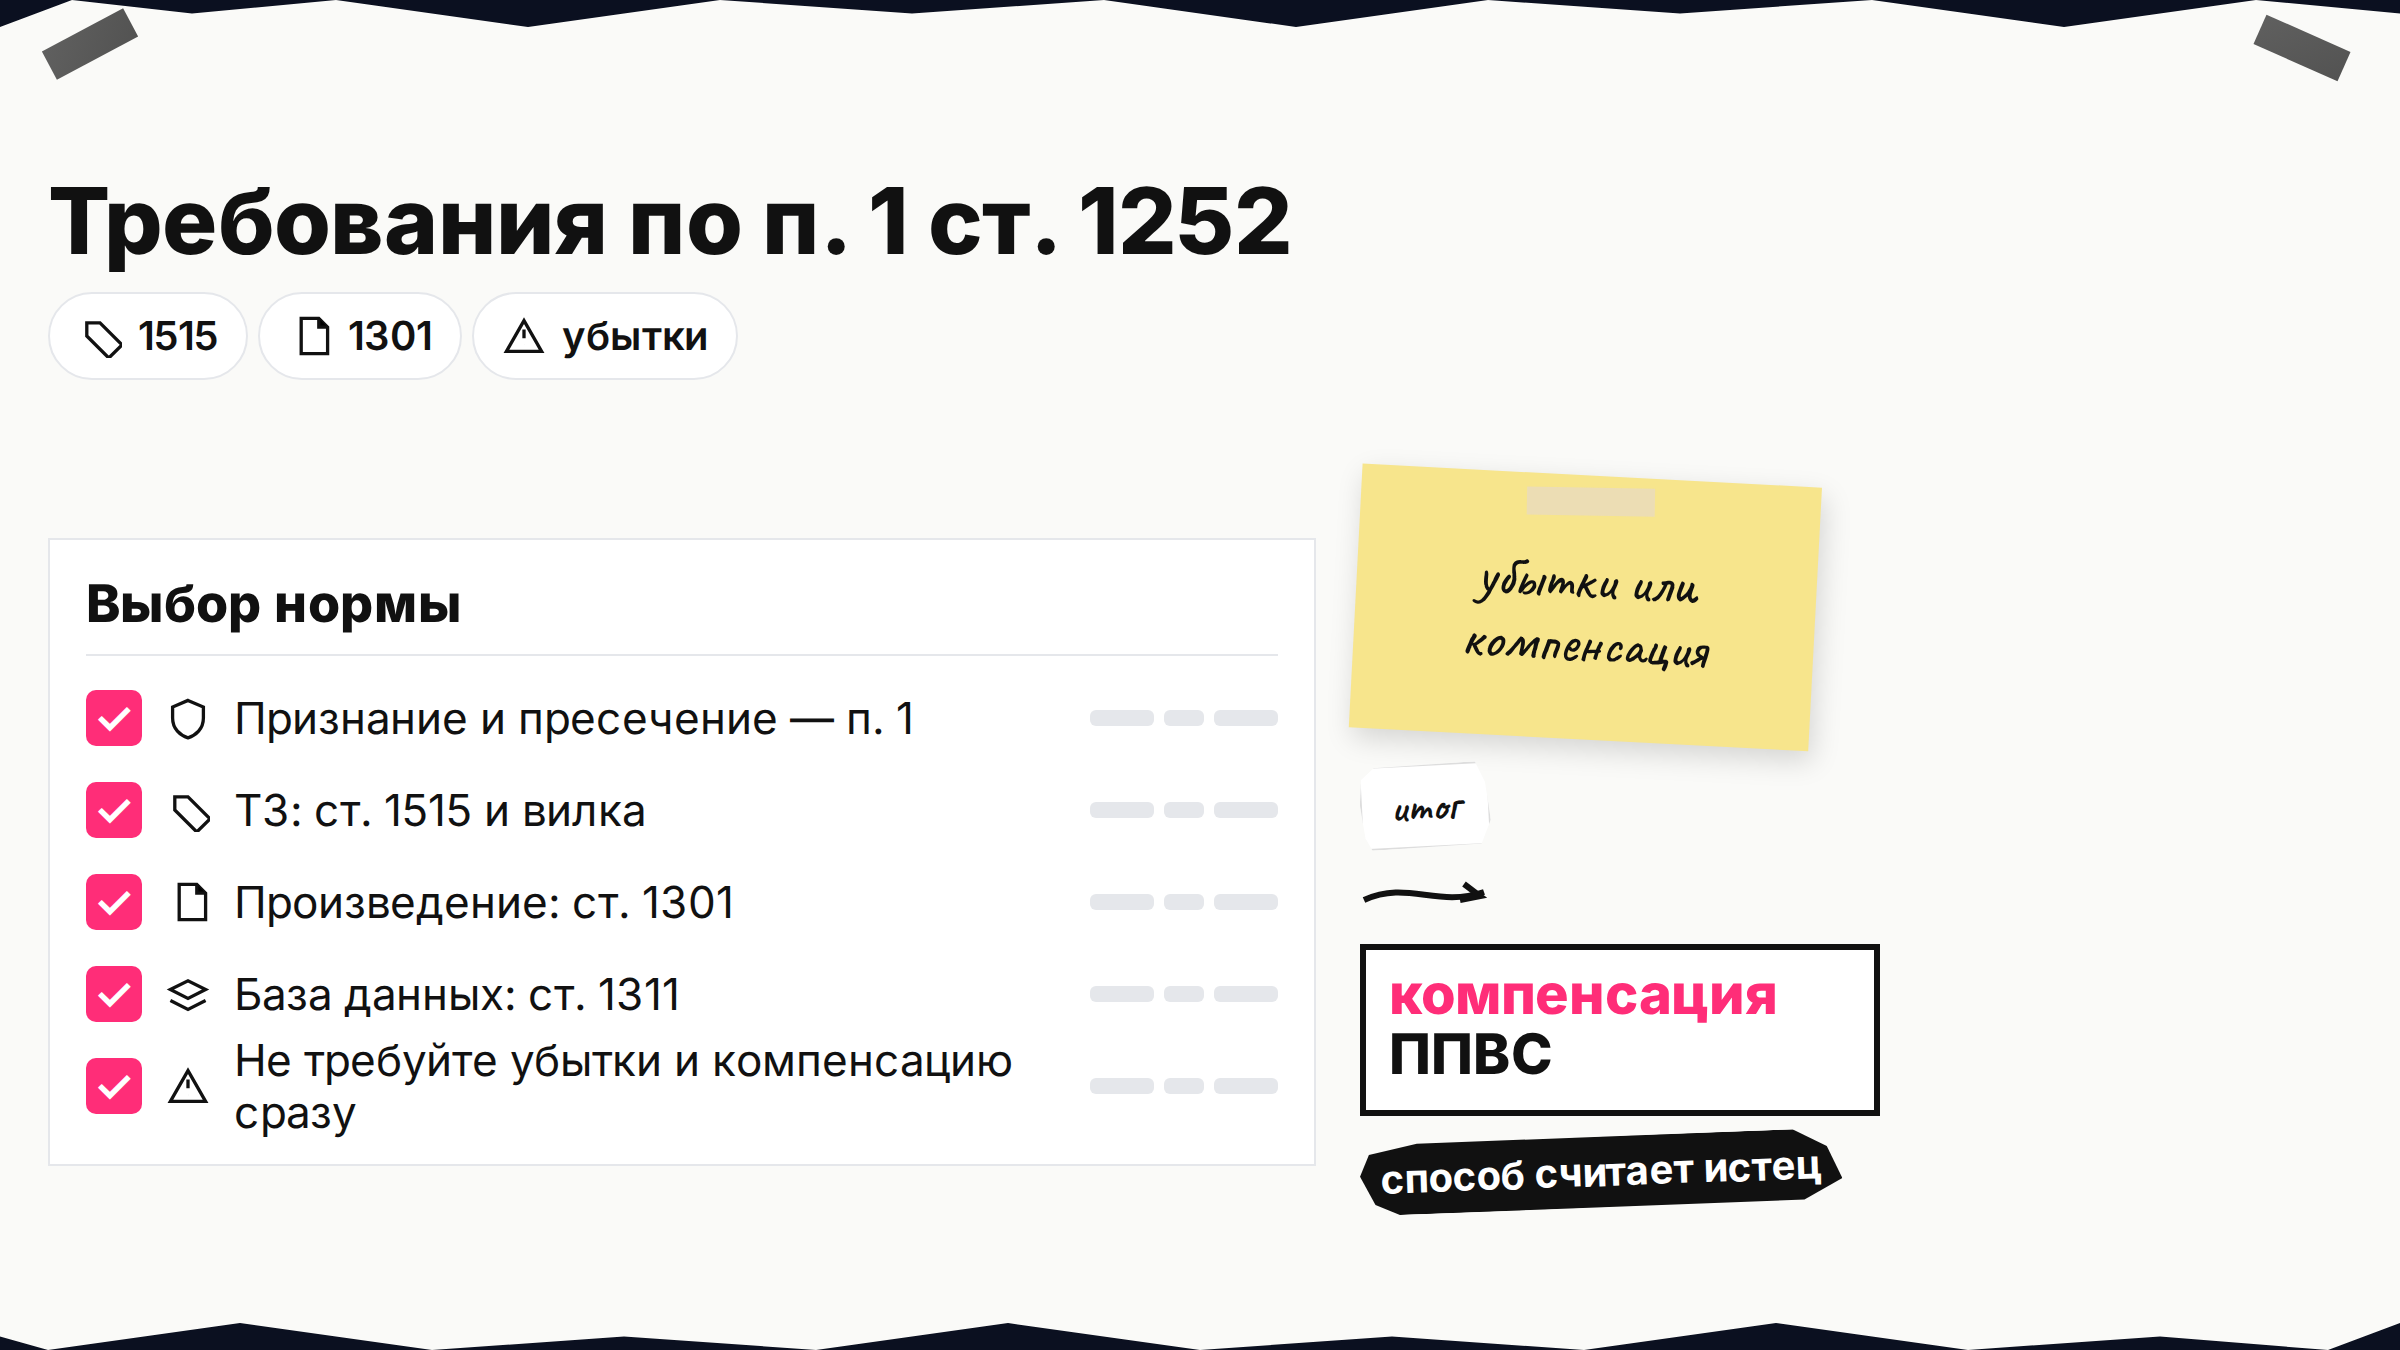 Требования по п. 1 ст. 1252
1515
1301
убытки
Выбор нормы
Признание и пресечение — п. 1
ТЗ: ст. 1515 и вилка
Произведение: ст. 1301
База данных: ст. 1311
Не требуйте убытки и компенсацию
сразу
убытки или
компенсация
итог
компенсация
ППВС
способ считает истец